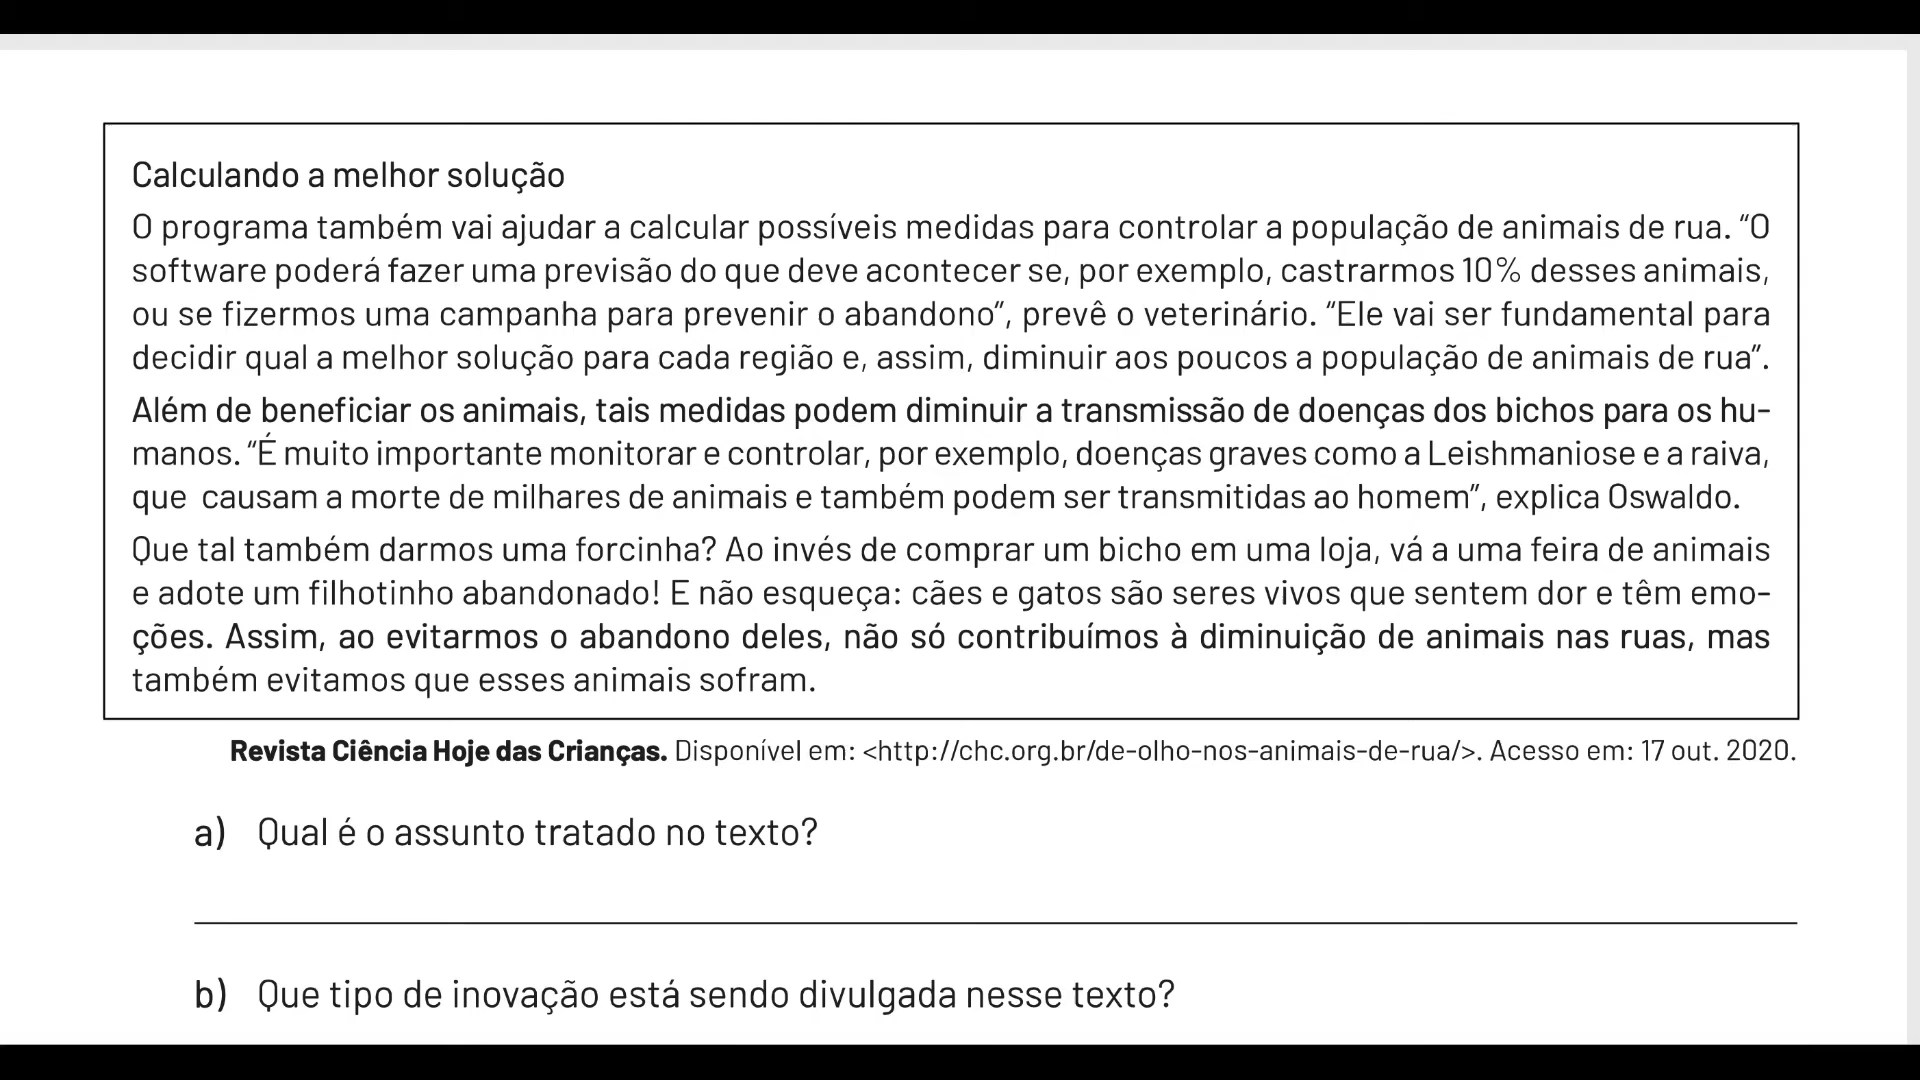 Calculando a melhor solução
O programa também vai ajudar a calcular possíveis medidas para controlar a população de animais de rua. “O
software poderá fazer uma previsão do que deve acontecer se, por exemplo, castrarmos 10% desses animais,
ou se fizermos uma campanha para prevenir o abandono”, prevê o veterinário. “Ele vai ser fundamental para
decidir qual a melhor solução para cada região e, assim, diminuir aos poucos a população de animais de rua”.
Além de beneficiar os animais, tais medidas podem diminuir a transmissão de doenças dos bichos para os hu-
manos. “É muito importante monitorar e controlar, por exemplo, doenças graves como a Leishmaniose e a raiva,
que causam a morte de milhares de animais e também podem ser transmitidas ao homem”, explica Oswaldo.
Que tal também darmos uma forcinha? Ao invés de comprar um bicho em uma loja, vá a uma feira de animais
e adote um filhotinho abandonado! E não esqueça: cães e gatos são seres vivos que sentem dor e têm emo-
ções. Assim, ao evitarmos o abandono deles, não só contribuímos à diminuição de animais nas ruas, mas
também evitamos que esses animais sofram.
Revista Ciência Hoje das Crianças. Disponível em: <http://chc.org.br/de-olho-nos-animais-de-rua/>. Acesso em: 17 out. 2020.
a) Qual é o assunto tratado no texto?
b) Que tipo de inovação está sendo divulgada nesse texto?